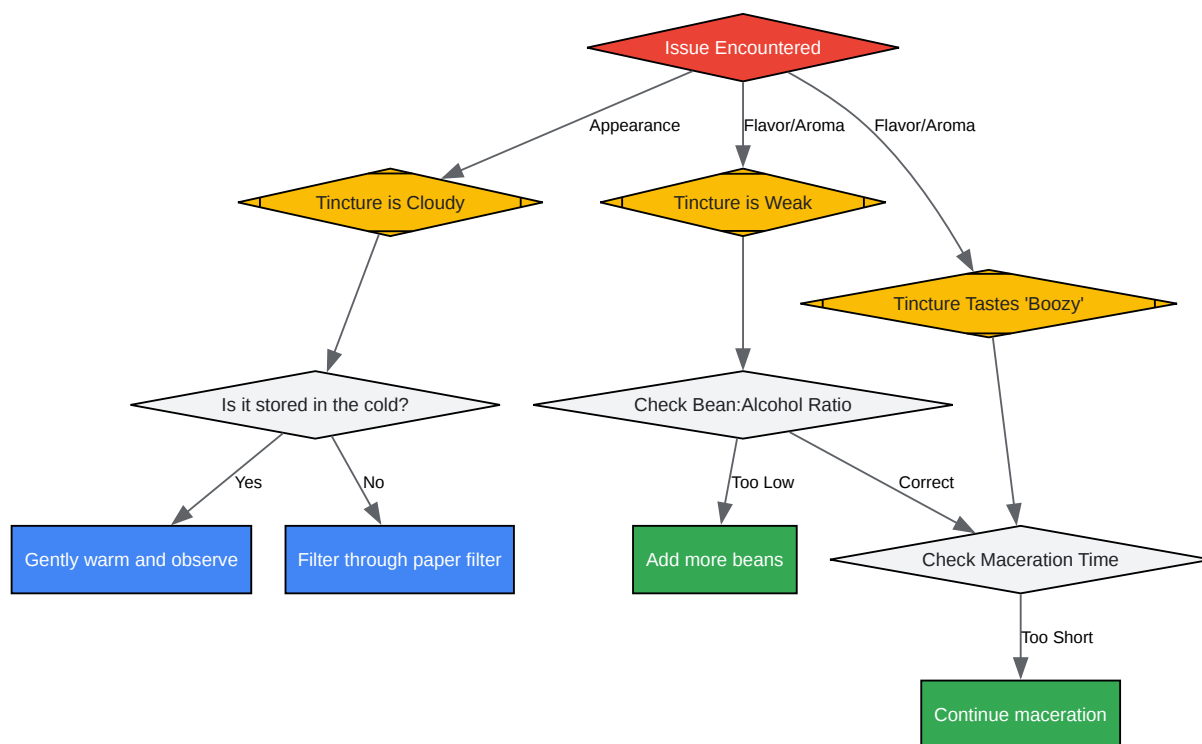 Issue Encountered
Appearance
Flavor/Aroma
Flavor/Aroma
Tincture is Cloudy
Tincture is Weak
Tincture Tastes 'Boozy'
Is it stored in the cold?
Check Bean:Alcohol Ratio
Yes
No
Too Low
Correct
Gently warm and observe
Filter through paper filter
Add more beans
Check Maceration Time
Too Short
Continue maceration